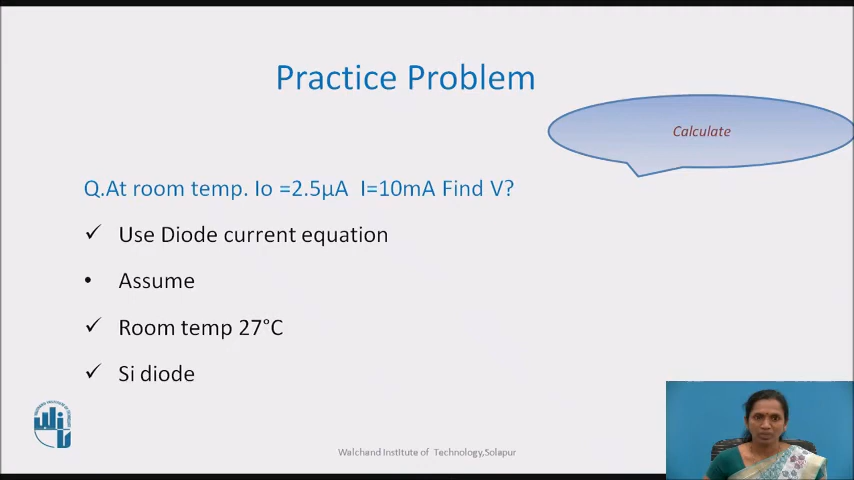 Practice Problem
Calculate
Q.At room temp. Io =2.5µA I=10mA Find V?
✓ Use Diode current equation
• Assume
✓ Room temp 27°C
✓ Si diode
Walchand Institute of Technology,Solapur